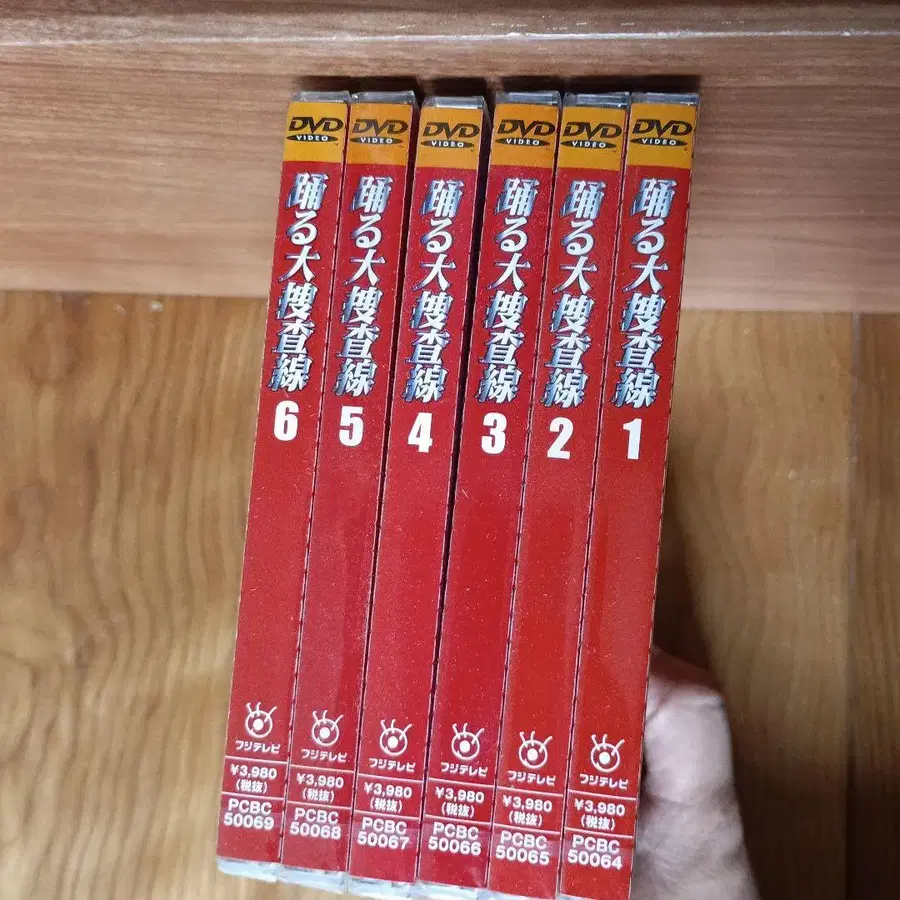 DVD
VIDEO
踊る大捜査線
6
フジテレビ
¥3,980
(税抜)
PCBC
50069
DVD
VIDEO
踊る大捜査線
5
フジテレビ
¥3,980
(税抜)
PCBC
50068
DVD
VIDEO
踊る大捜査線
4
フジテレビ
¥3,980
(税抜)
PCBC
50067
DVD
VIDEO
踊る大捜査線
3
フジテレビ
¥3,980
(税抜)
PCBC
50066
DVD
VIDEO
踊る大捜査線
2
フジテレビ
¥3,980
(税抜)
PCBC
50065
DVD
VIDEO
踊る大捜査線
1
フジテレビ
¥3,980
(税抜)
PCBC
50064